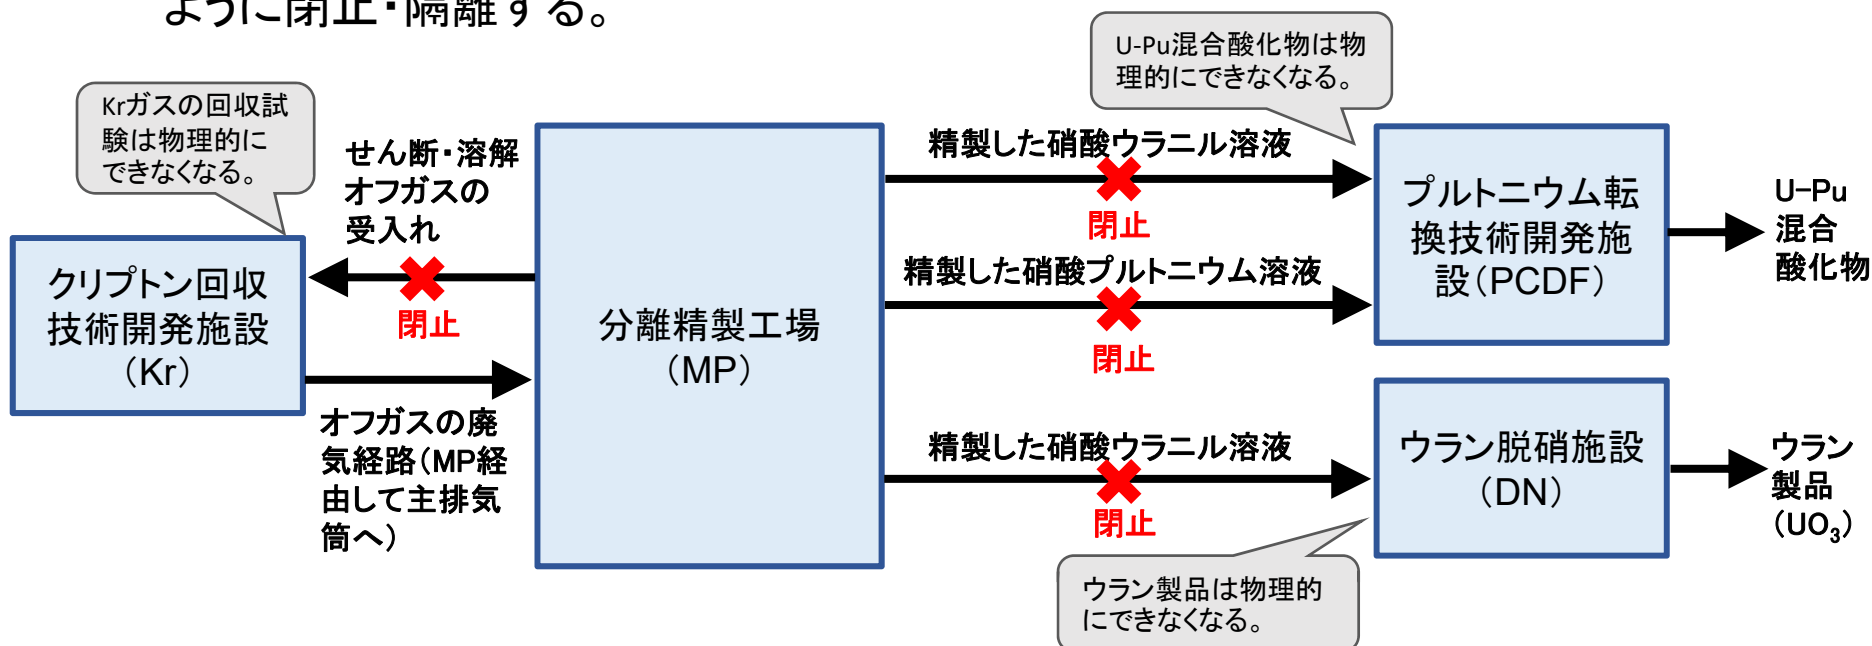 ように閉止・隔離する。
U-Pu混合酸化物は物
理的にできなくなる。
Krガスの回収試
験は物理的に
できなくなる。
せん断・溶解
オフガスの
受入れ
閉止
クリプトン回収
技術開発施設
（Kr）
オフガスの廃
気経路（MP経
由して主排気
筒へ）
分離精製工場
（MP）
精製した硝酸ウラニル溶液
閉止
精製した硝酸プルトニウム溶液
閉止
プルトニウム転
換技術開発施
設（PCDF）
U-Pu
混合
酸化物
精製した硝酸ウラニル溶液
閉止
ウラン脱硝施設
（DN）
ウラン
製品
（UO₃）
ウラン製品は物理的
にできなくなる。